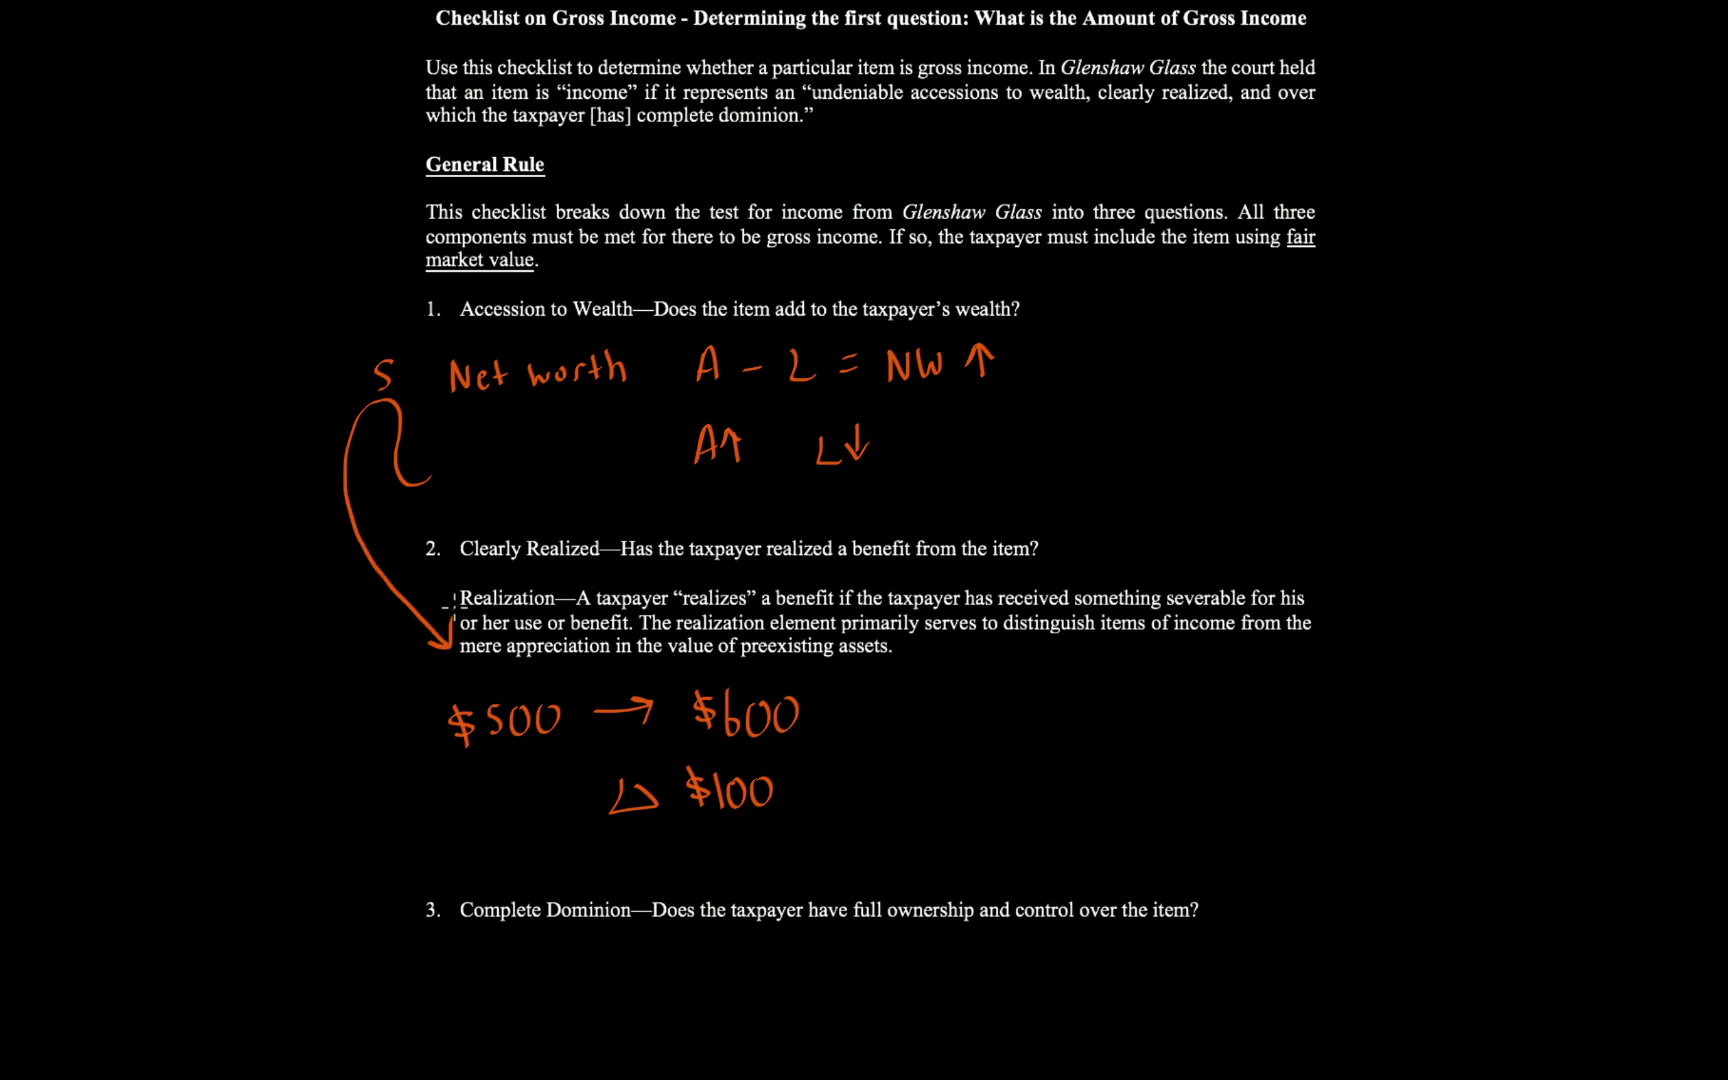 Checklist on Gross Income - Determining the first question: What is the Amount of Gross Income
Use this checklist to determine whether a particular item is gross income. In Glenshaw Glass the court held
that an item is “income” if it represents an “undeniable accessions to wealth, clearly realized, and over
which the taxpayer [has] complete dominion.”
General Rule
This checklist breaks down the test for income from Glenshaw Glass into three questions. All three
components must be met for there to be gross income. If so, the taxpayer must include the item using fair
market value.
1. Accession to Wealth—Does the item add to the taxpayer’s wealth?
S Net worth A - L = NW ↑
A↑ L↓
2. Clearly Realized—Has the taxpayer realized a benefit from the item?
Realization—A taxpayer “realizes” a benefit if the taxpayer has received something severable for his
or her use or benefit. The realization element primarily serves to distinguish items of income from the
mere appreciation in the value of preexisting assets.
$500 → $600
△ $100
3. Complete Dominion—Does the taxpayer have full ownership and control over the item?